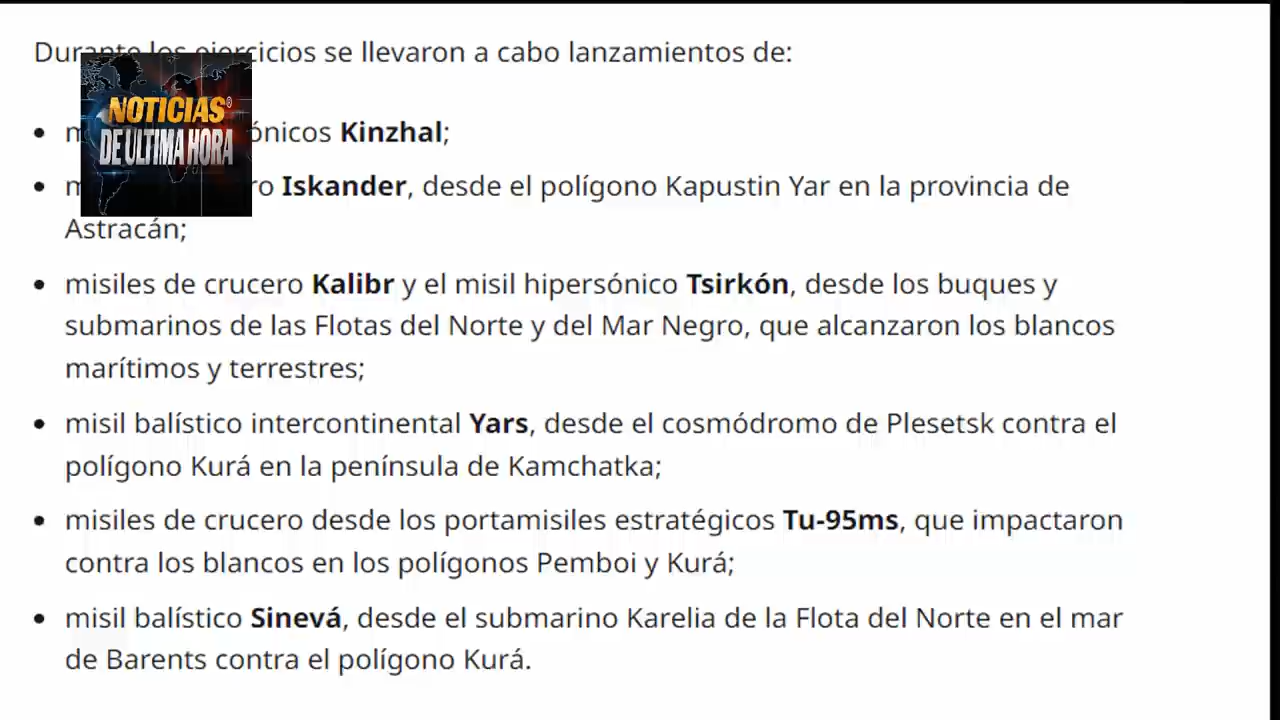 Durante los ejercicios se llevaron a cabo lanzamientos de:
NOTICIAS®
DE ULTIMA HORA
Kinzhal;
Iskander, desde el polígono Kapustin Yar en la provincia de
Astracán;
misiles de crucero Kalibr y el misil hipersónico Tsirkón, desde los buques y
submarinos de las Flotas del Norte y del Mar Negro, que alcanzaron los blancos
marítimos y terrestres;
misil balístico intercontinental Yars, desde el cosmódromo de Plesetsk contra el
polígono Kurá en la península de Kamchatka;
misiles de crucero desde los portamisiles estratégicos Tu-95ms, que impactaron
contra los blancos en los polígonos Pemboi y Kurá;
misil balístico Sinevá, desde el submarino Karelia de la Flota del Norte en el mar
de Barents contra el polígono Kurá.